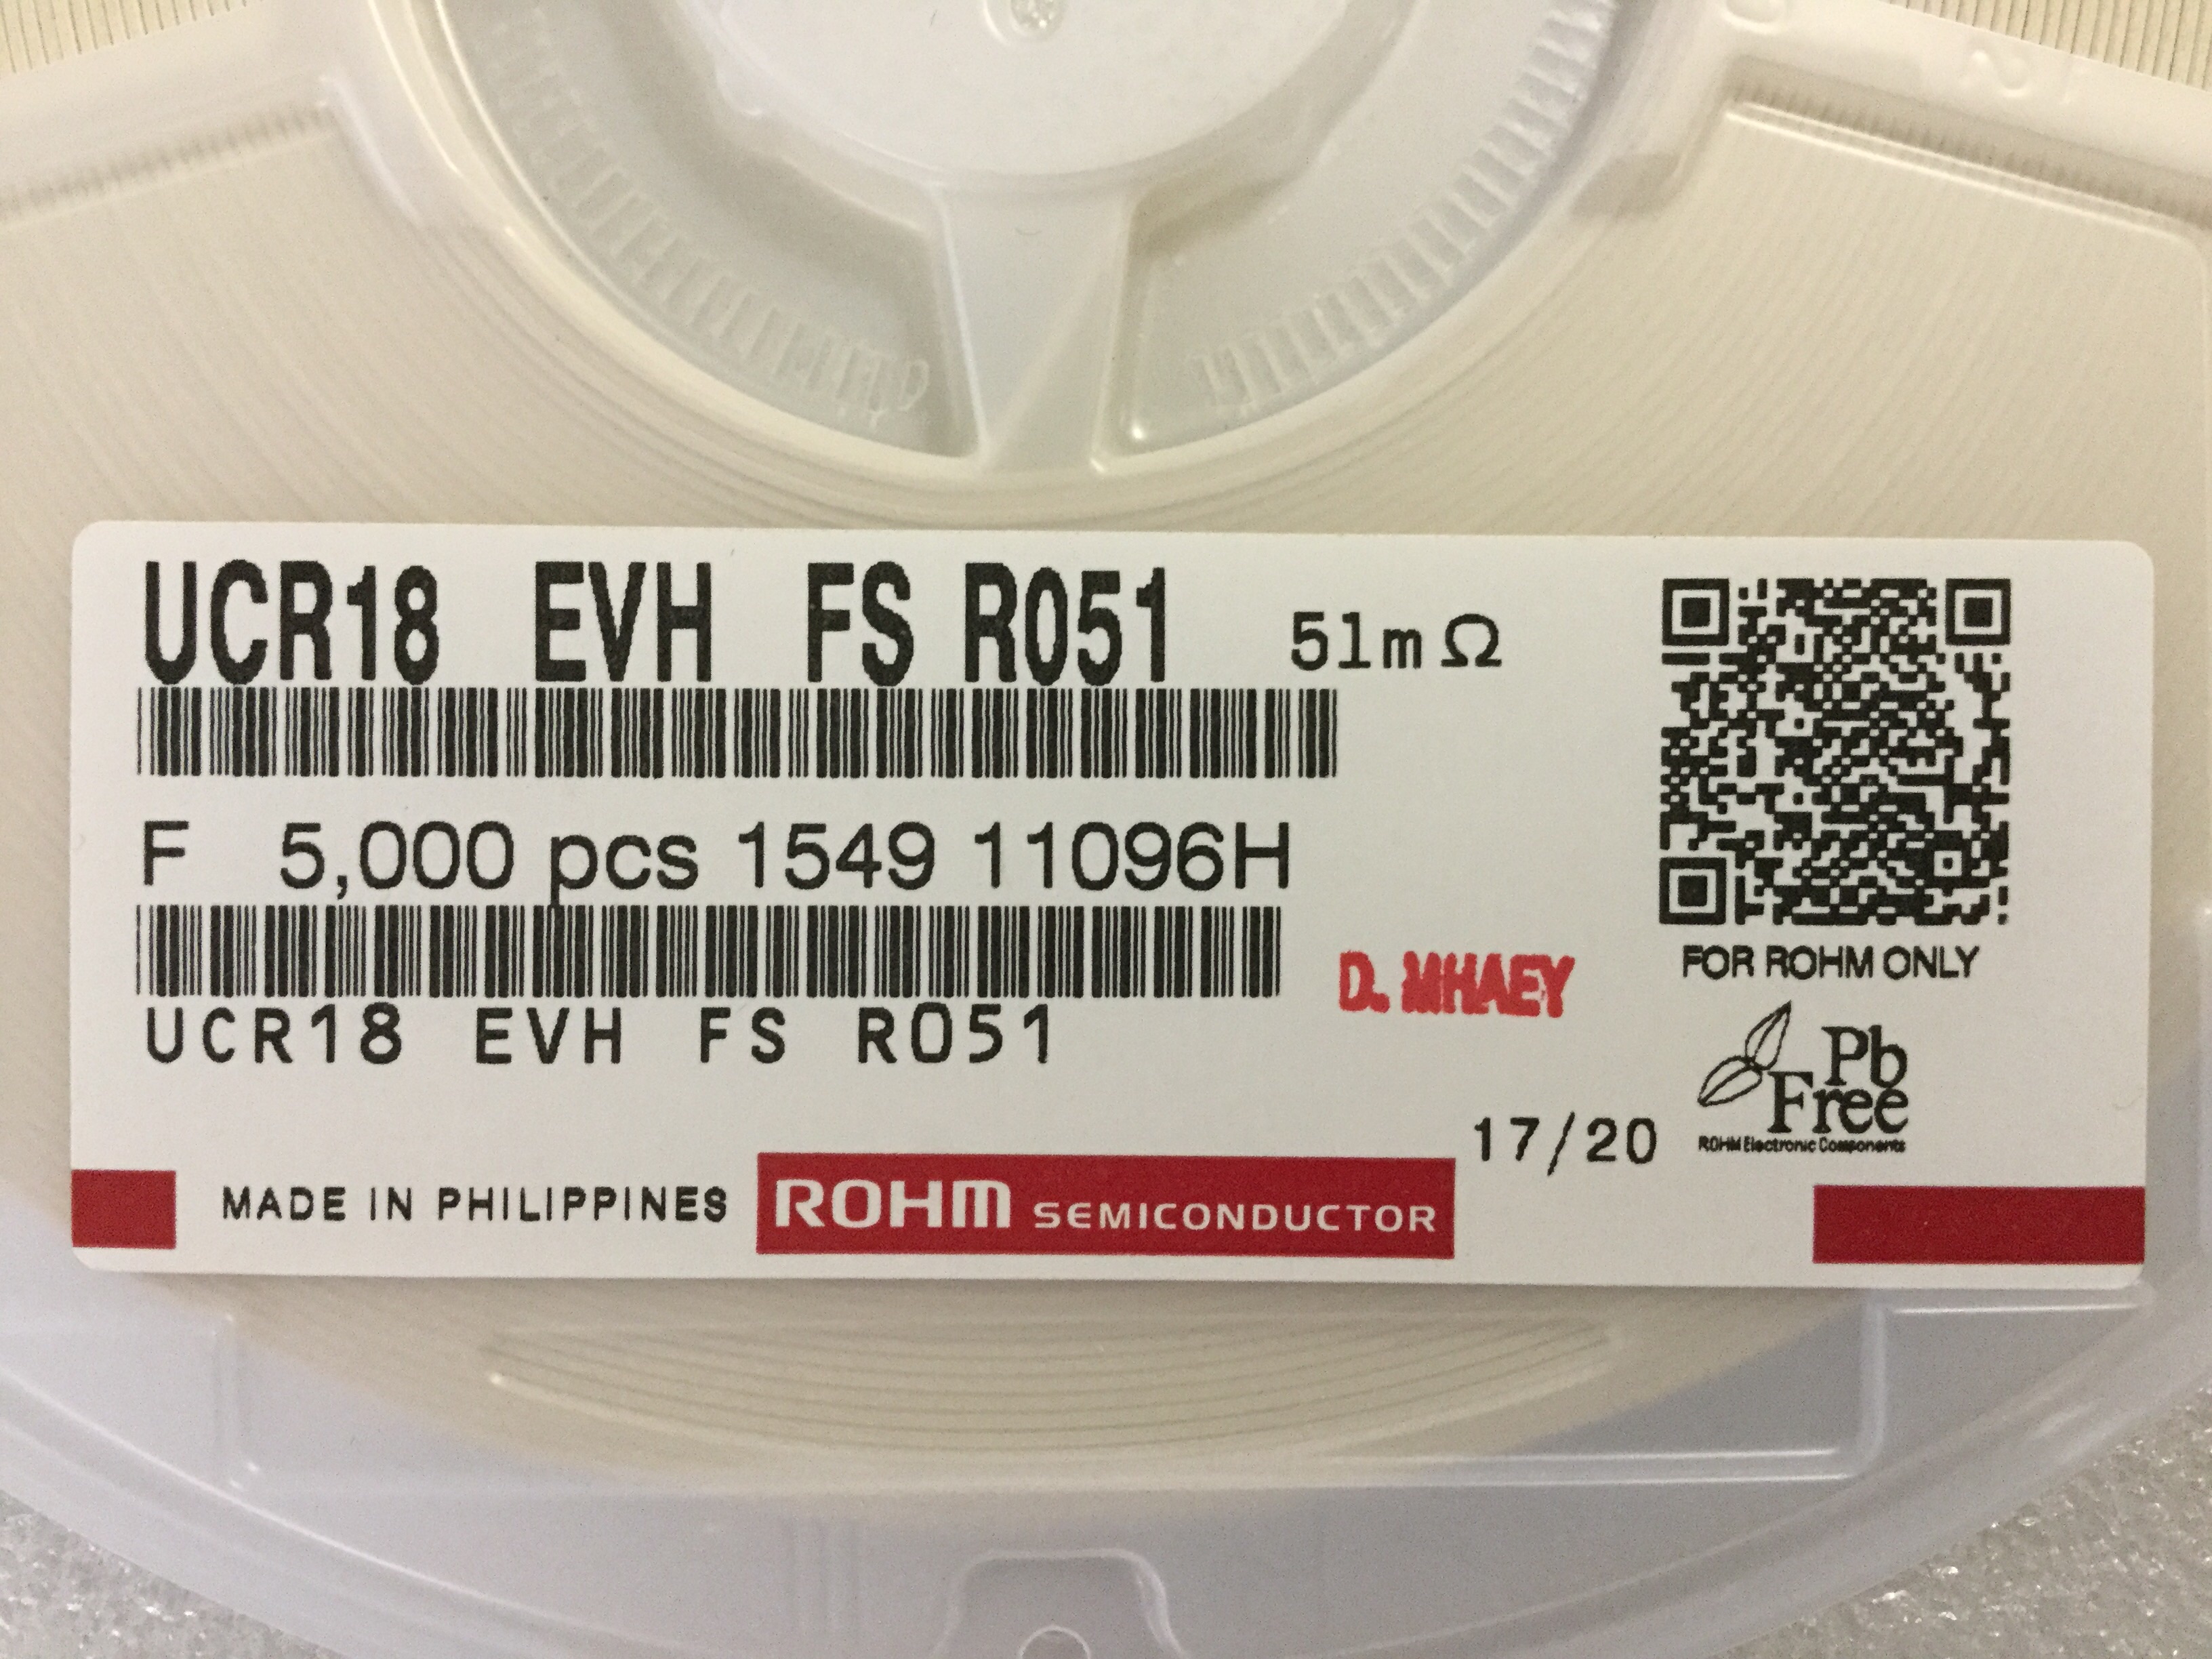 UCR18 EVH FS R051 51mΩ
F 5,000 pcs 1549 11096H
UCR18 EVH FS R051
D. MHAEY
FOR ROHM ONLY
Pb
Free
ROHM Electronic Components
17/20
MADE IN PHILIPPINES
ROHM SEMICONDUCTOR